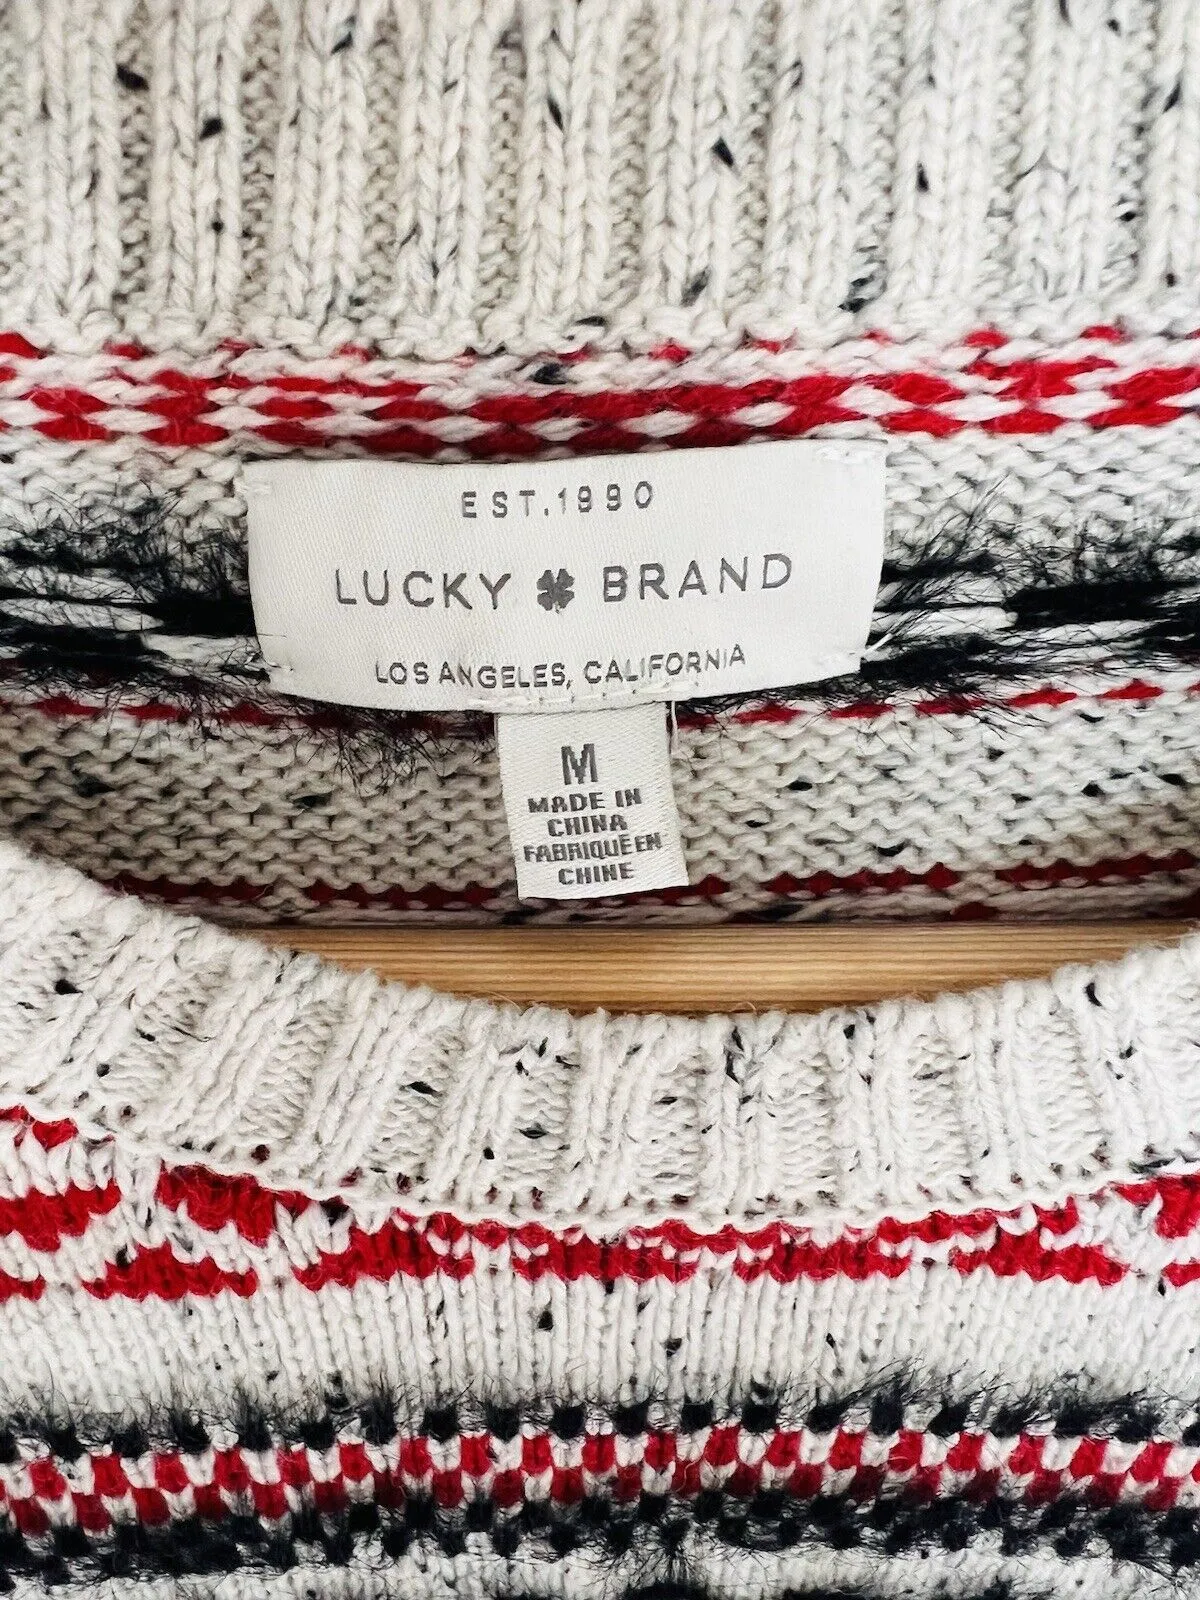 EST.1990
LUCKY BRAND
LOS ANGELES, CALIFORNIA
M
MADE IN
CHINA
FABRIQUÉ EN
CHINE